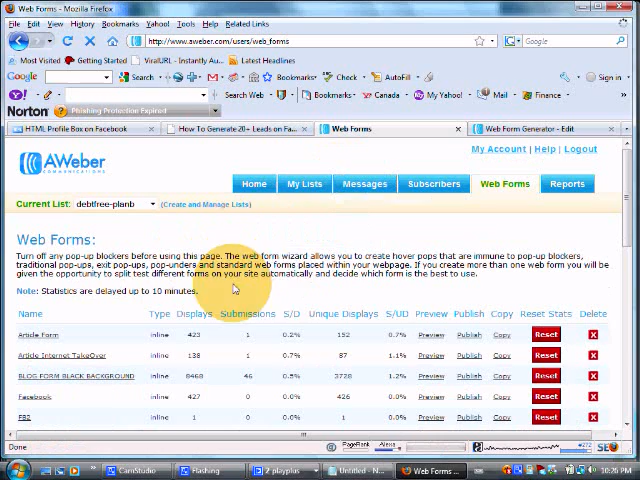 Web Forms - Mozilla Firefox
File Edit View History Bookmarks Yahoo! Tools Help Related Links
http://www.aweber.com/users/web_forms
Google
Most Visited Getting Started ViralURL - Instantly Au... Latest Headlines
Google Search Bookmarks Check AutoFill Sign in
Y! Search Web Bookmarks Canada My Yahoo! Mail Finance
Norton Phishing Protection Expired
HTML Profile Box on Facebook How To Generate 20+ Leads on Fa... Web Forms Web Form Generator - Edit
AWeber My Account | Help | Logout
COMMUNICATIONS
Home My Lists Messages Subscribers Web Forms Reports
Current List: debtfree-planb (Create and Manage Lists)
Web Forms:
Turn off any pop-up blockers before using this page. The web form wizard allows you to create hover pops that are immune to pop-up blockers,
traditional pop-ups, exit pop-ups, pop-unders and standard web forms placed within your webpage. If you create more than one web form you will be
given the opportunity to split test different forms on your site automatically and decide which form is the best to use.
Note: Statistics are delayed up to 10 minutes.
Name Type Displays Submissions S/D Unique Displays S/UD Preview Publish Copy Reset Stats Delete
Article Form inline 423 1 0.2% 152 0.7% Preview Publish Copy Reset X
Article Internet TakeOver inline 138 1 0.7% 87 1.1% Preview Publish Copy Reset X
BLOG FORM BLACK BACKGROUND inline 8468 46 0.5% 3728 1.2% Preview Publish Copy Reset X
Facebook inline 427 0 0.0% 426 0.0% Preview Publish Copy Reset X
FB2 inline 1 0 0.0% 1 0.0% Preview Publish Copy Reset X
Done PageRank Alexa #272 SEO
CamStudio Flashing 2 playplus Untitled - N... Web Forms ... 10:26 PM